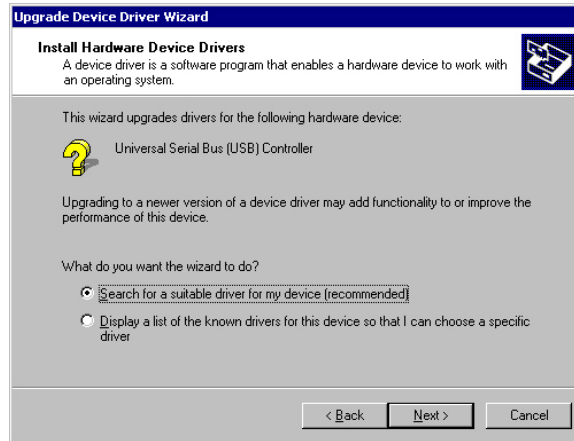 Upgrade Device Driver Wizard
Install Hardware Device Drivers
A device driver is a software program that enables a hardware device to work with
an operating system.
This wizard upgrades drivers for the following hardware device:
Universal Serial Bus (USB) Controller
Upgrading to a newer version of a device driver may add functionality to or improve the
performance of this device.
What do you want the wizard to do?
Search for a suitable driver for my device (recommended)
Display a list of the known drivers for this device so that I can choose a specific
driver
< Back Next > Cancel